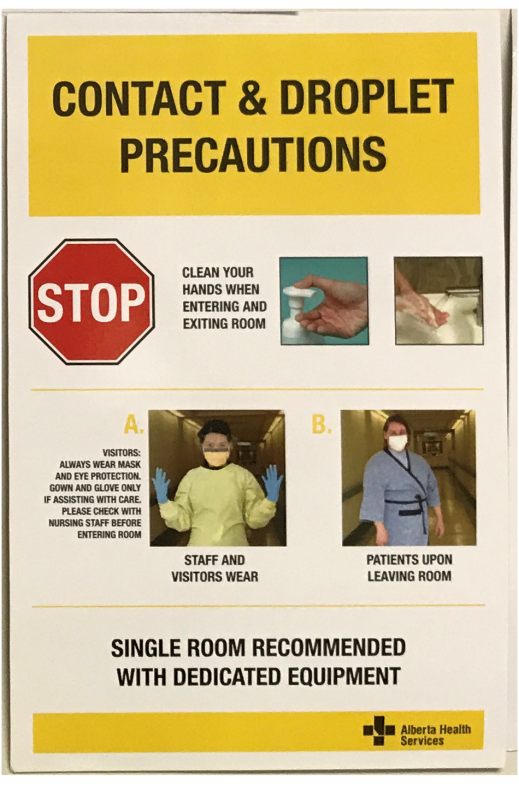 CONTACT & DROPLET
PRECAUTIONS
STOP
CLEAN YOUR
HANDS WHEN
ENTERING AND
EXITING ROOM
A.
VISITORS:
ALWAYS WEAR MASK
AND EYE PROTECTION.
GOWN AND GLOVE ONLY
IF ASSISTING WITH CARE.
PLEASE CHECK WITH
NURSING STAFF BEFORE
ENTERING ROOM
STAFF AND
VISITORS WEAR
B.
PATIENTS UPON
LEAVING ROOM
SINGLE ROOM RECOMMENDED
WITH DEDICATED EQUIPMENT
Alberta Health
Services